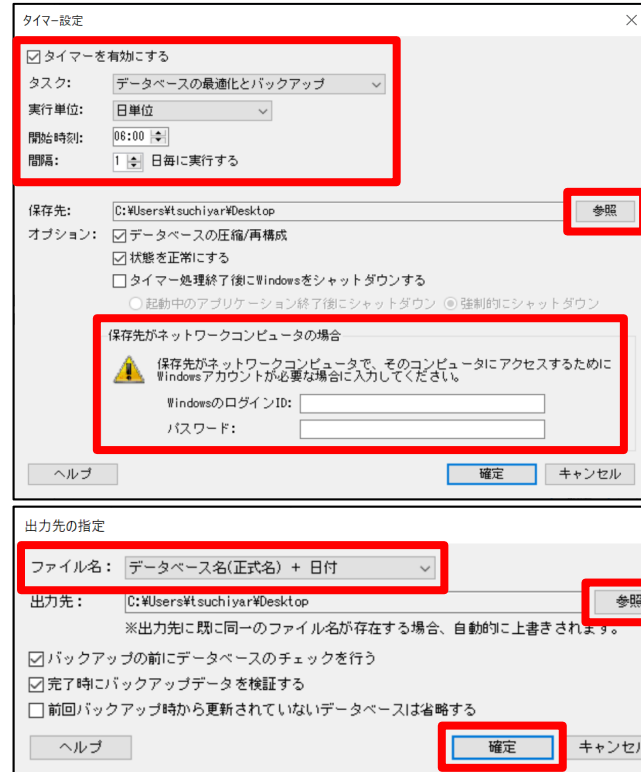 タイマー設定
タイマーを有効にする
タスク: データベースの最適化とバックアップ
実行単位: 日単位
開始時刻: 06:00
間隔: 1 日毎に実行する
保存先: C:¥Users¥tsuchiyar¥Desktop 参照
オプション: データベースの圧縮/再構成
状態を正常にする
タイマー処理終了後にWindowsをシャットダウンする
起動中のアプリケーション終了後にシャットダウン 強制的にシャットダウン
保存先がネットワークコンピュータの場合
保存先がネットワークコンピュータで、そのコンピュータにアクセスするために
Windowsアカウントが必要な場合に入力してください。
WindowsのログインID:
パスワード:
ヘルプ 確定 キャンセル
出力先の指定
ファイル名: データベース名(正式名) + 日付
出力先: C:¥Users¥tsuchiyar¥Desktop 参照
※出力先に既に同一のファイル名が存在する場合、自動的に上書きされます。
バックアップの前にデータベースのチェックを行う
完了時にバックアップデータを検証する
前回バックアップ時から更新されていないデータベースは省略する
ヘルプ 確定 キャンセル